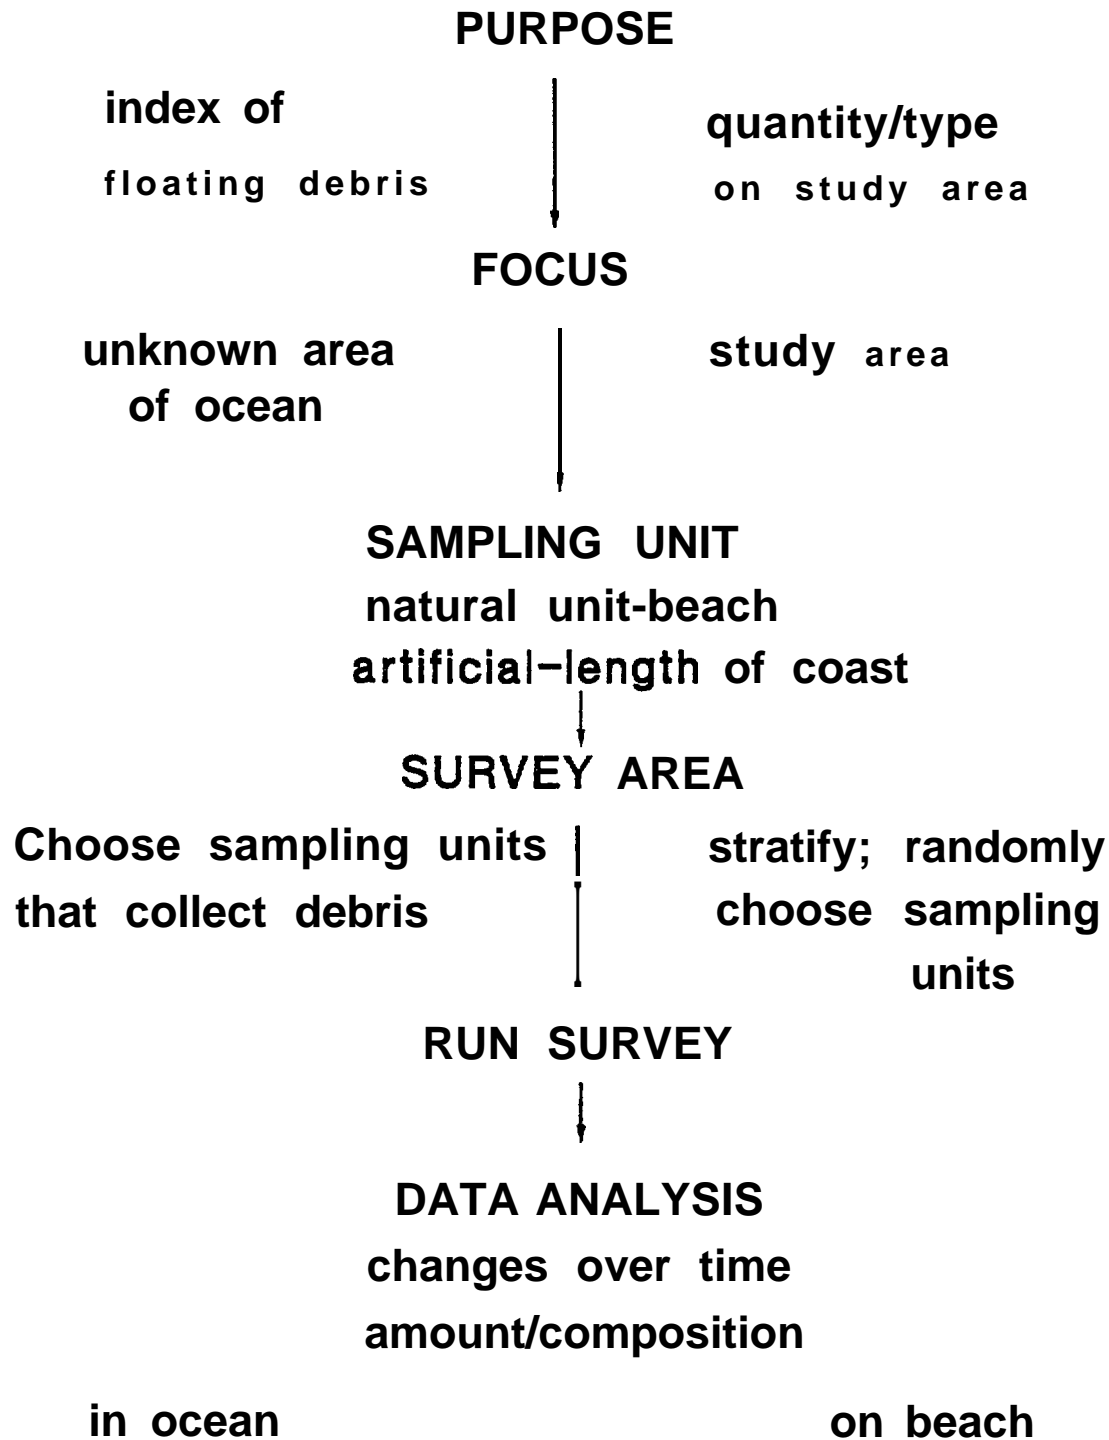 PURPOSE
index of
floating debris
quantity/type
on study area
FOCUS
unknown area
of ocean
study area
SAMPLING UNIT
natural unit-beach
artificial-length of coast
SURVEY AREA
Choose sampling units
that collect debris
stratify; randomly
choose sampling
units
RUN SURVEY
DATA ANALYSIS
changes over time
amount/composition
in ocean
on beach